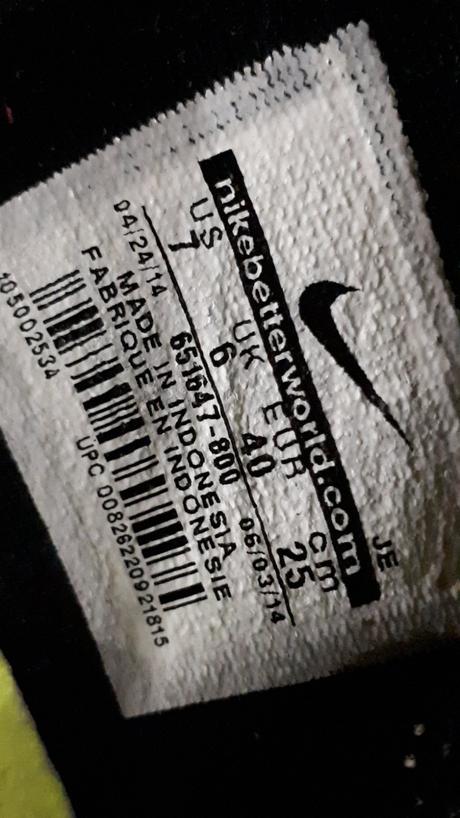 JE
nikebetterworld.com
US UK EUR cm
7 6 40 25
04/24/14 651647-800 06/03/14
MADE IN INDONESIA
FABRIQUE EN INDONESIE
105002534 UPC 00826220921815